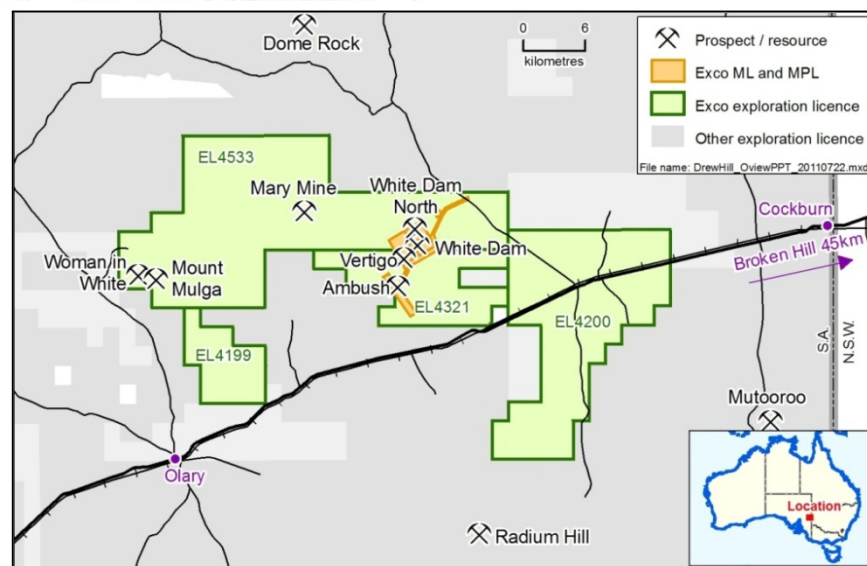 Dome Rock
0 6
kilometres
Prospect / resource
Exco ML and MPL
Exco exploration licence
Other exploration licence
File name: DrewHill_OviewPPT_20110722.mxd
EL4533
Mary Mine
White Dam
North
White Dam
Vertigo
Ambush
Woman in
White
Mount
Mulga
EL4321
EL4199
EL4200
Cockburn
Broken Hill 45km
S.A.
N.S.W.
Mutooroo
Olary
Radium Hill
Location